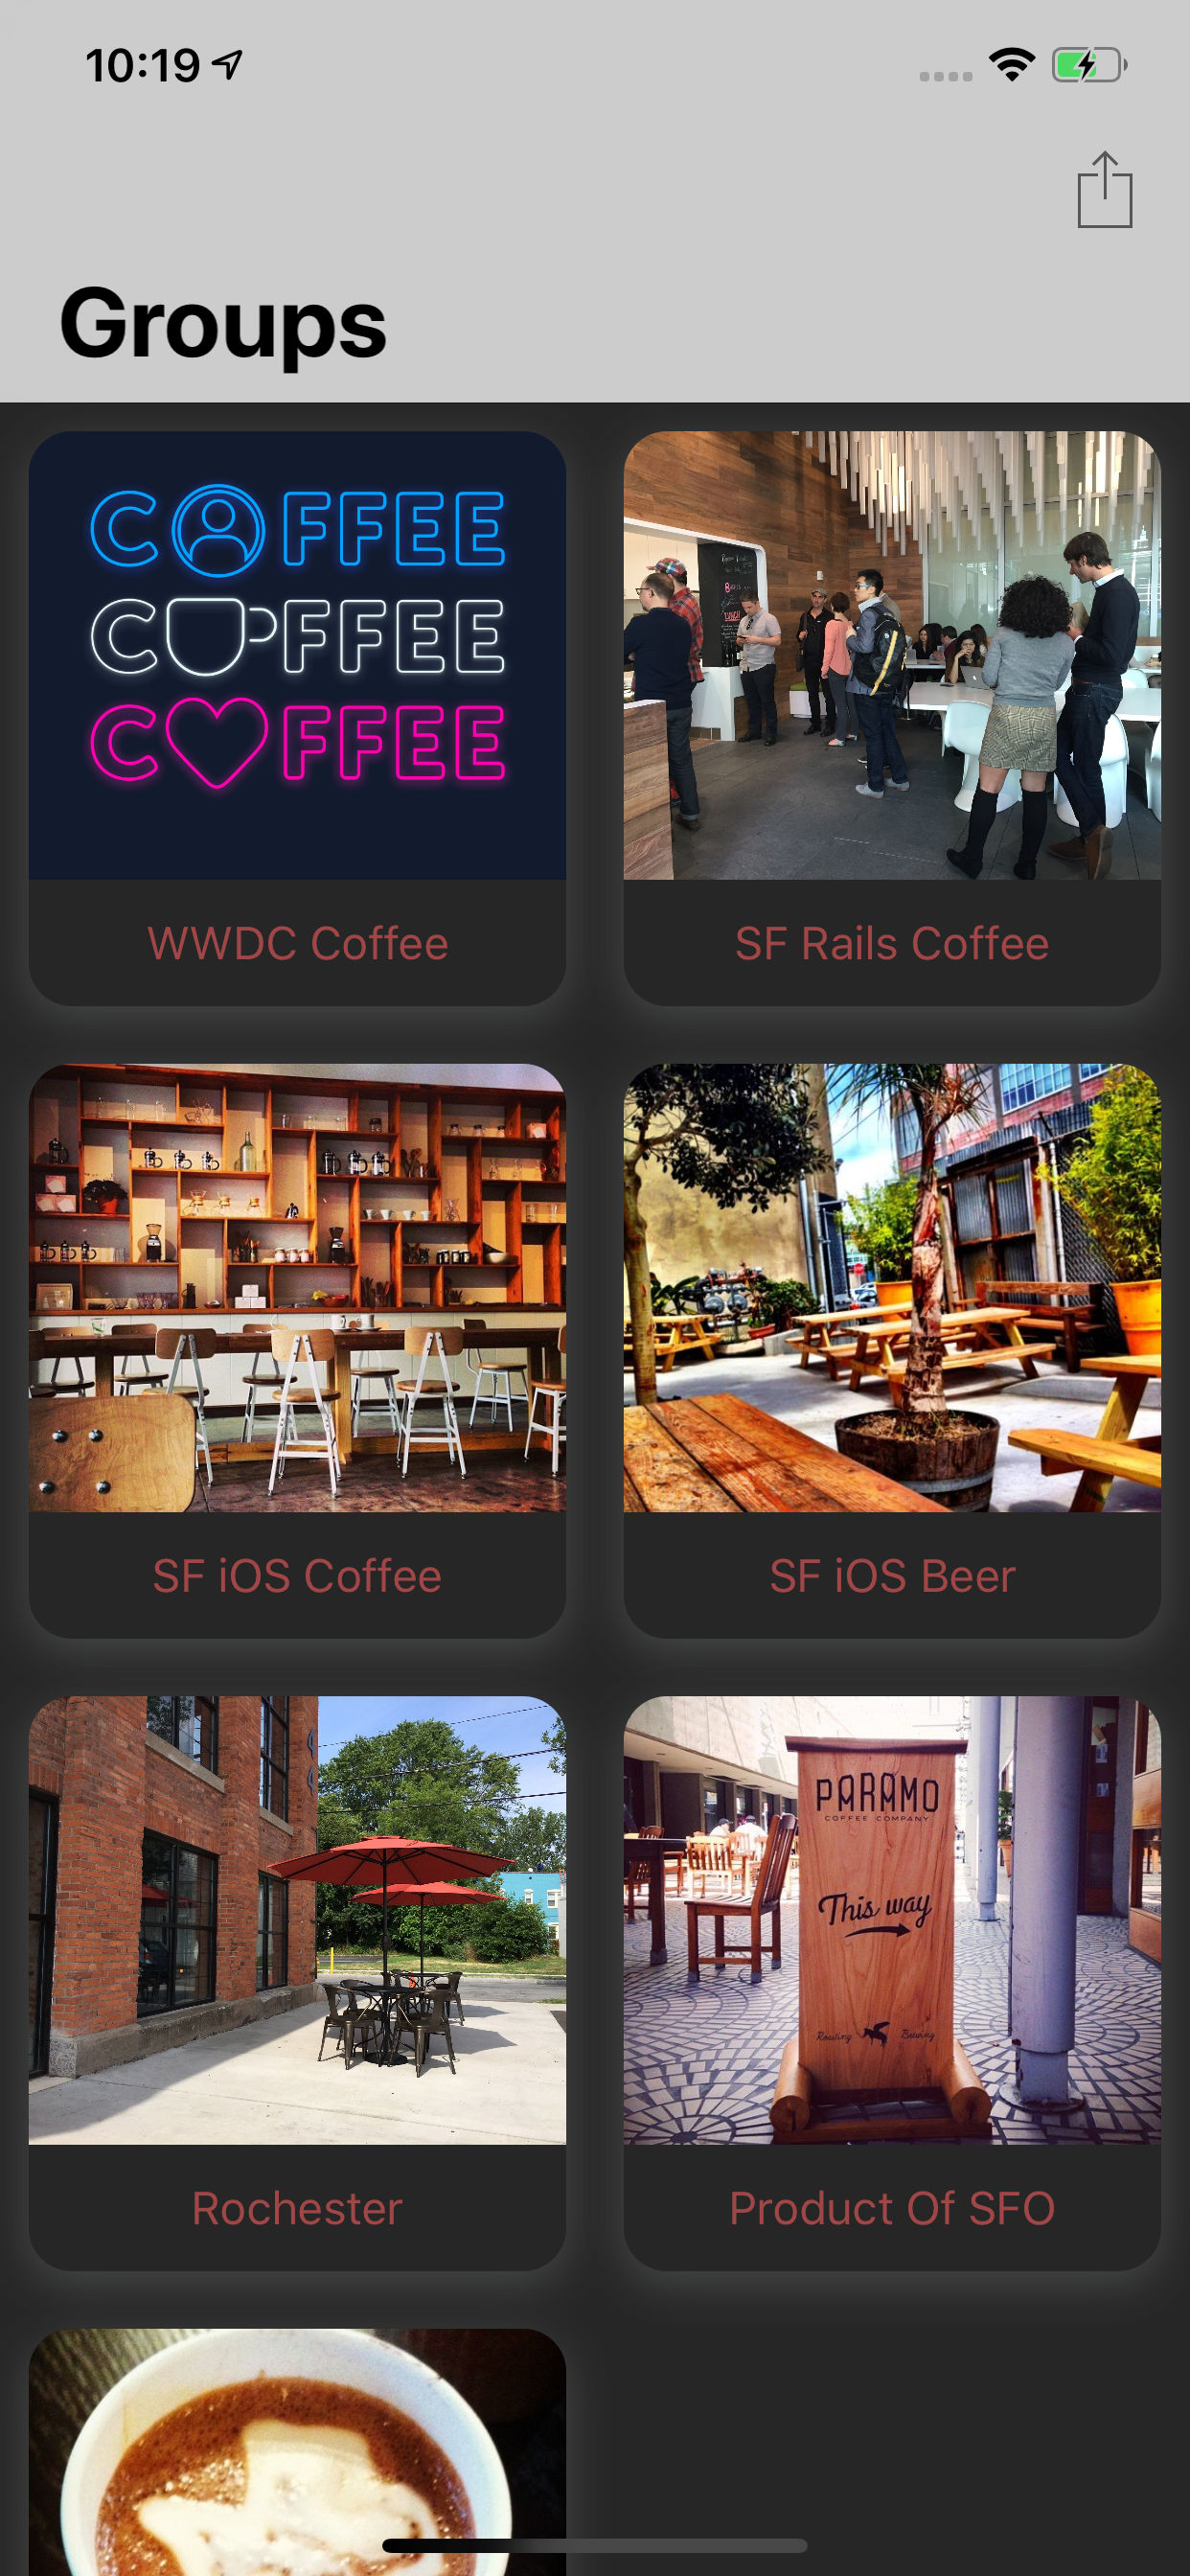 10:19
Groups
COFFEE
COFFEE
COFFEE
WWDC Coffee
SF Rails Coffee
SF iOS Coffee
SF iOS Beer
PARAMO
COFFEE COMPANY
This way
Roasting Brewing
Rochester
Product Of SFO